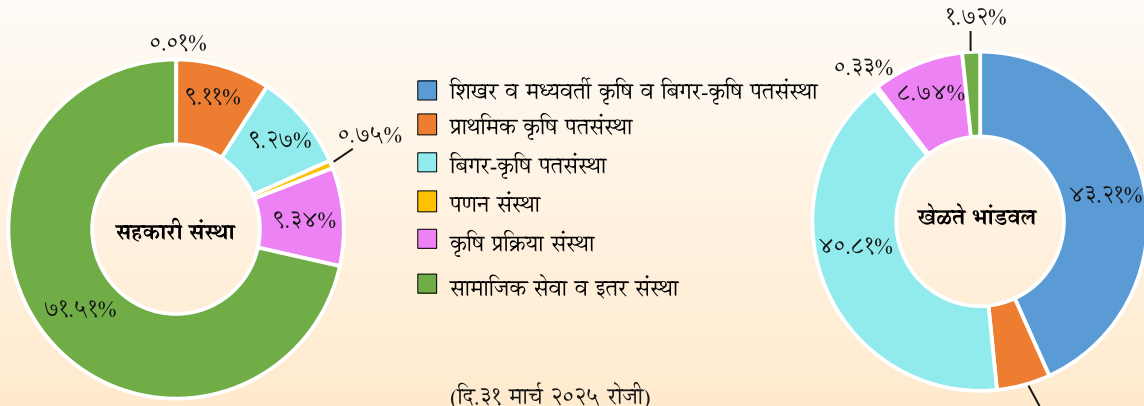 ०.०१%
९.११%
९.२७%
०.७५%
९.३४%
७१.५१%
सहकारी संस्था
शिखर व मध्यवर्ती कृषि व बिगर-कृषि पतसंस्था
प्राथमिक कृषि पतसंस्था
बिगर-कृषि पतसंस्था
पणन संस्था
कृषि प्रक्रिया संस्था
सामाजिक सेवा व इतर संस्था
(दि.३१ मार्च २०२५ रोजी)
१.७२%
०.३३%
८.७४%
४३.२१%
४०.८१%
खेळते भांडवल